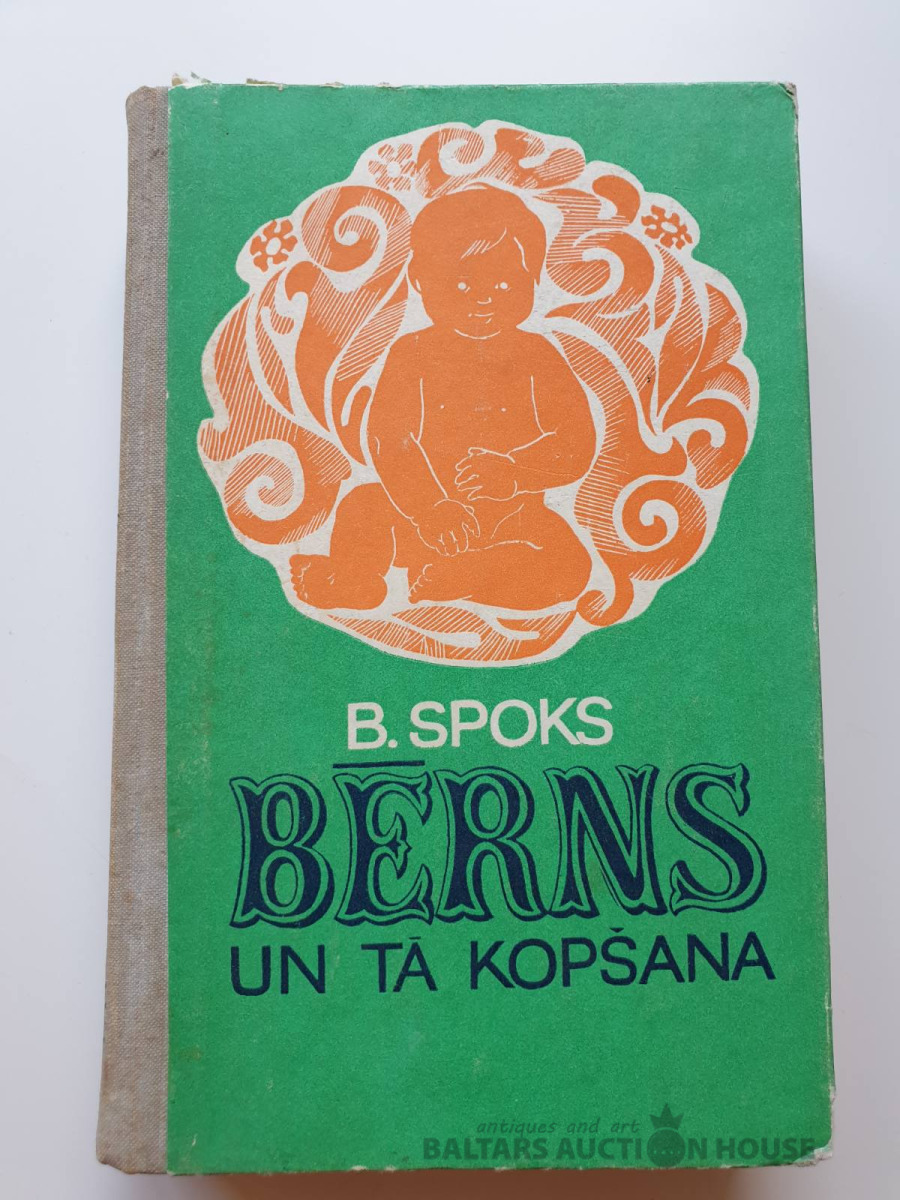 B. SPOKS
BĒRNS
UN TĀ KOPŠANA
antiques and art
BALTARS AUCTION HOUSE